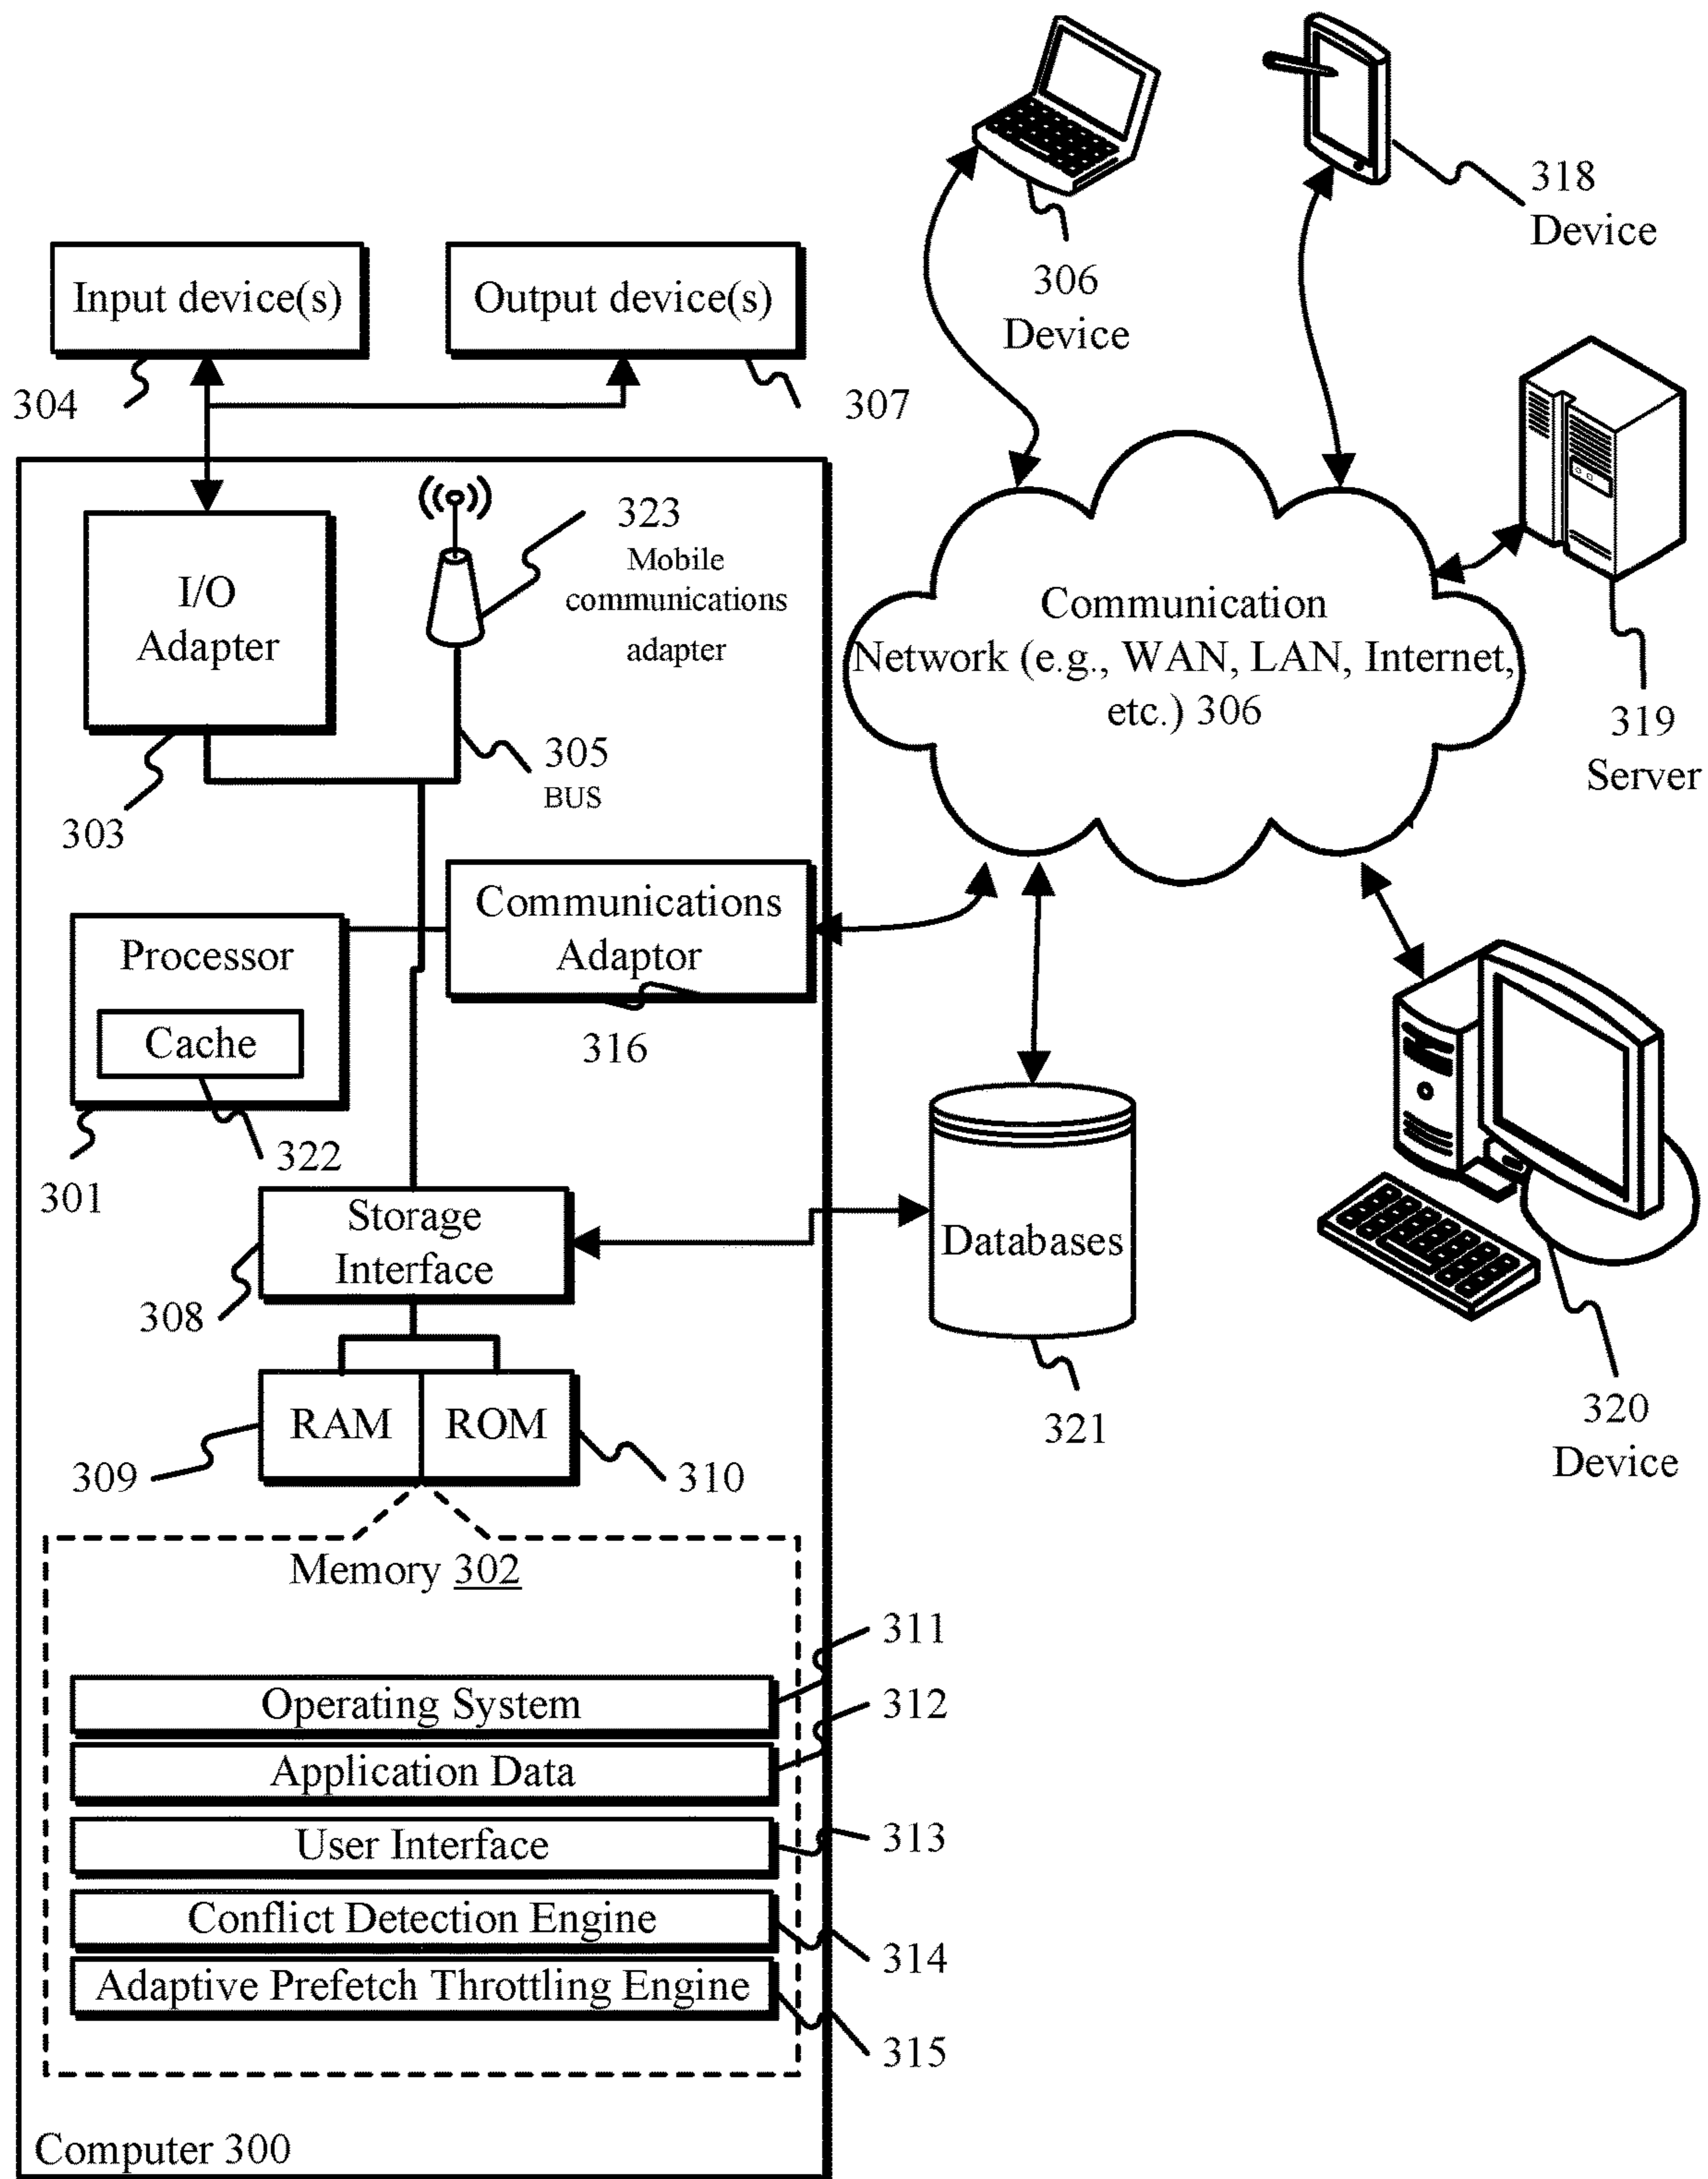 318
Device
306
Device
Input device(s)
Output device(s)
304
307
323
Mobile
communications
adapter
I/O
Adapter
Communication
Network (e.g., WAN, LAN, Internet,
etc.) 306
319
Server
305
BUS
303
Communications
Adaptor
Processor
Cache
316
322
301
Storage
Interface
308
Databases
RAM
ROM
309
310
321
320
Device
Memory 302
311
Operating System
312
Application Data
313
User Interface
Conflict Detection Engine
314
Adaptive Prefetch Throttling Engine
315
Computer 300